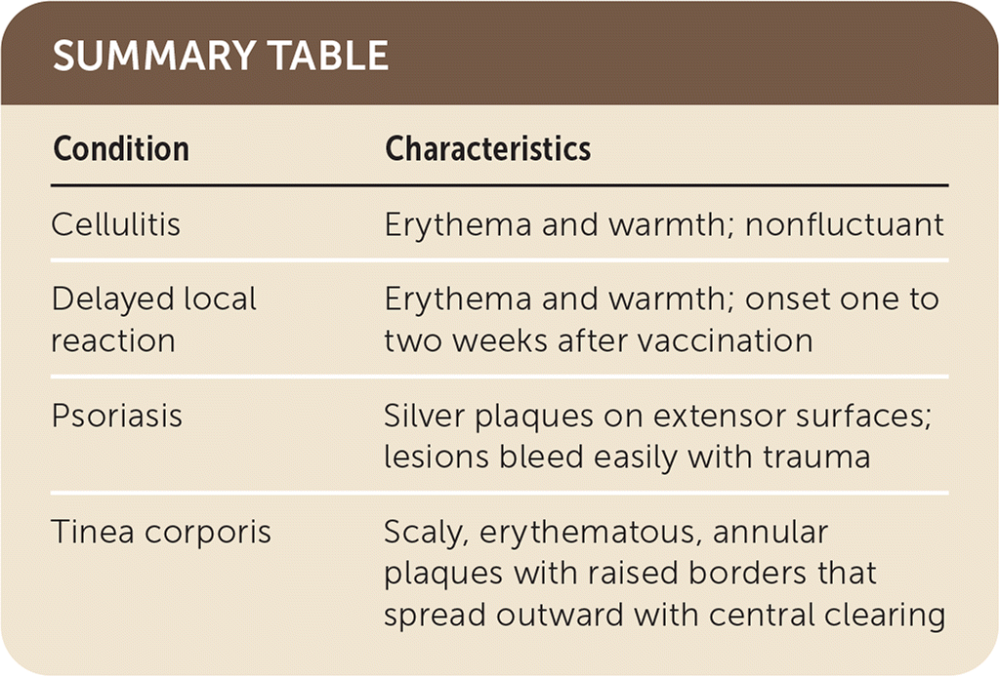 SUMMARY TABLE
Condition Characteristics
Cellulitis Erythema and warmth; nonfluctuant
Delayed local reaction Erythema and warmth; onset one to two weeks after vaccination
Psoriasis Silver plaques on extensor surfaces; lesions bleed easily with trauma
Tinea corporis Scaly, erythematous, annular plaques with raised borders that spread outward with central clearing